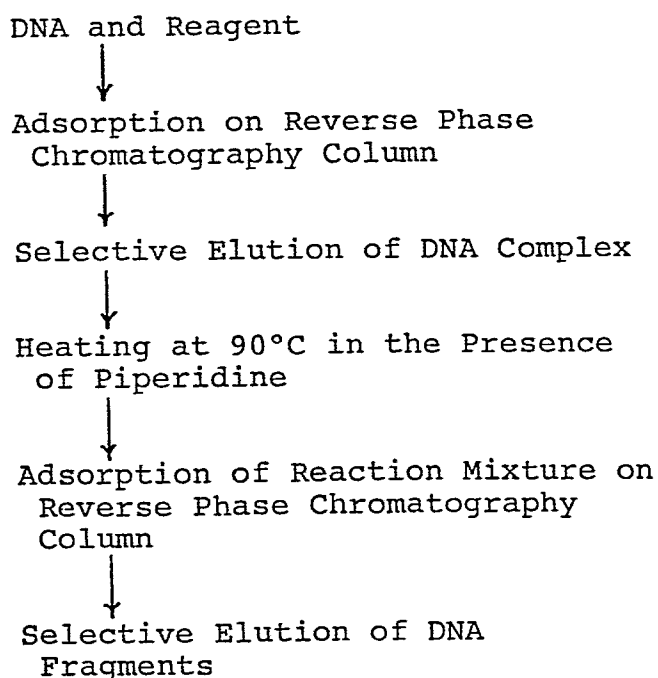 DNA and Reagent
Adsorption on Reverse Phase
Chromatography Column
Selective Elution of DNA Complex
Heating at 90°C in the Presence
of Piperidine
Adsorption of Reaction Mixture on
Reverse Phase Chromatography
Column
Selective Elution of DNA
Fragments